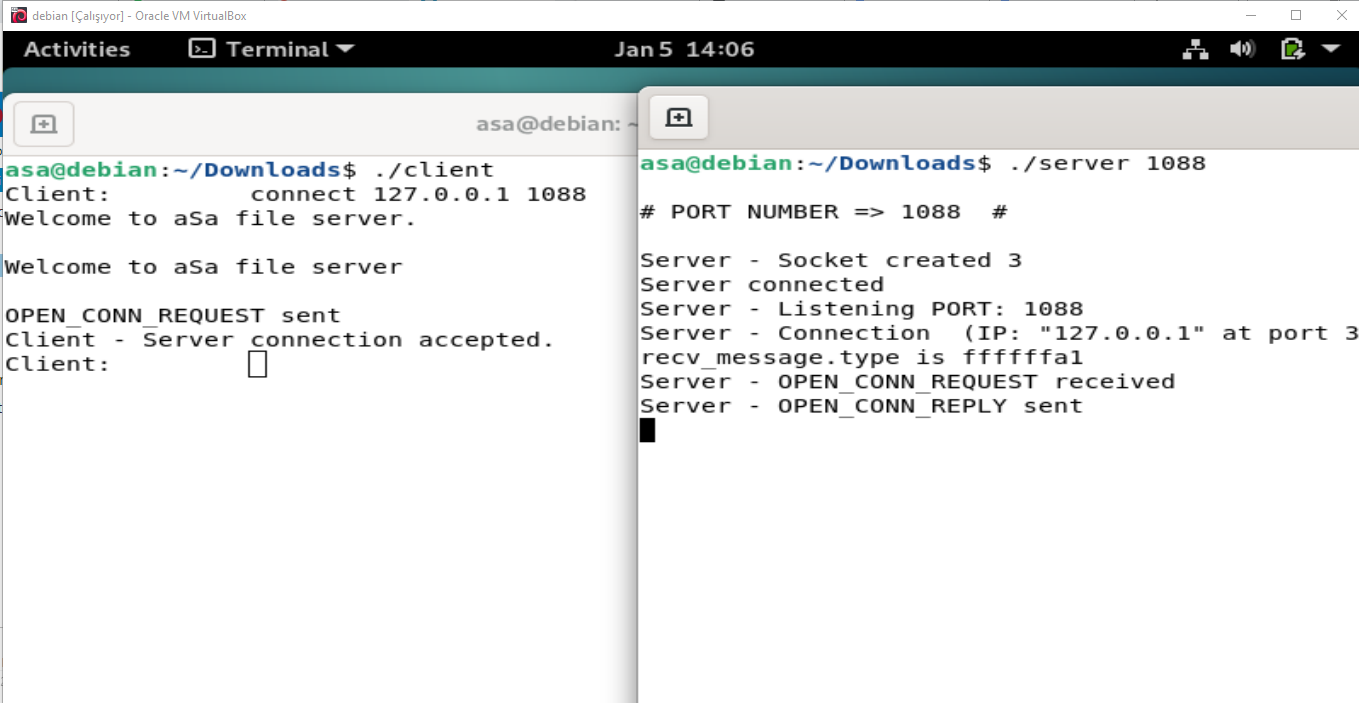 debian [Çalışıyor] - Oracle VM VirtualBox
Activities Terminal Jan 5 14:06
asa@debian: ~
asa@debian:~/Downloads$ ./client
Client: connect 127.0.0.1 1088
Welcome to aSa file server.
Welcome to aSa file server
OPEN_CONN_REQUEST sent
Client - Server connection accepted.
Client:
asa@debian:~/Downloads$ ./server 1088
# PORT NUMBER => 1088 #
Server - Socket created 3
Server connected
Server - Listening PORT: 1088
Server - Connection (IP: "127.0.0.1" at port 3
recv_message.type is ffffffa1
Server - OPEN_CONN_REQUEST received
Server - OPEN_CONN_REPLY sent